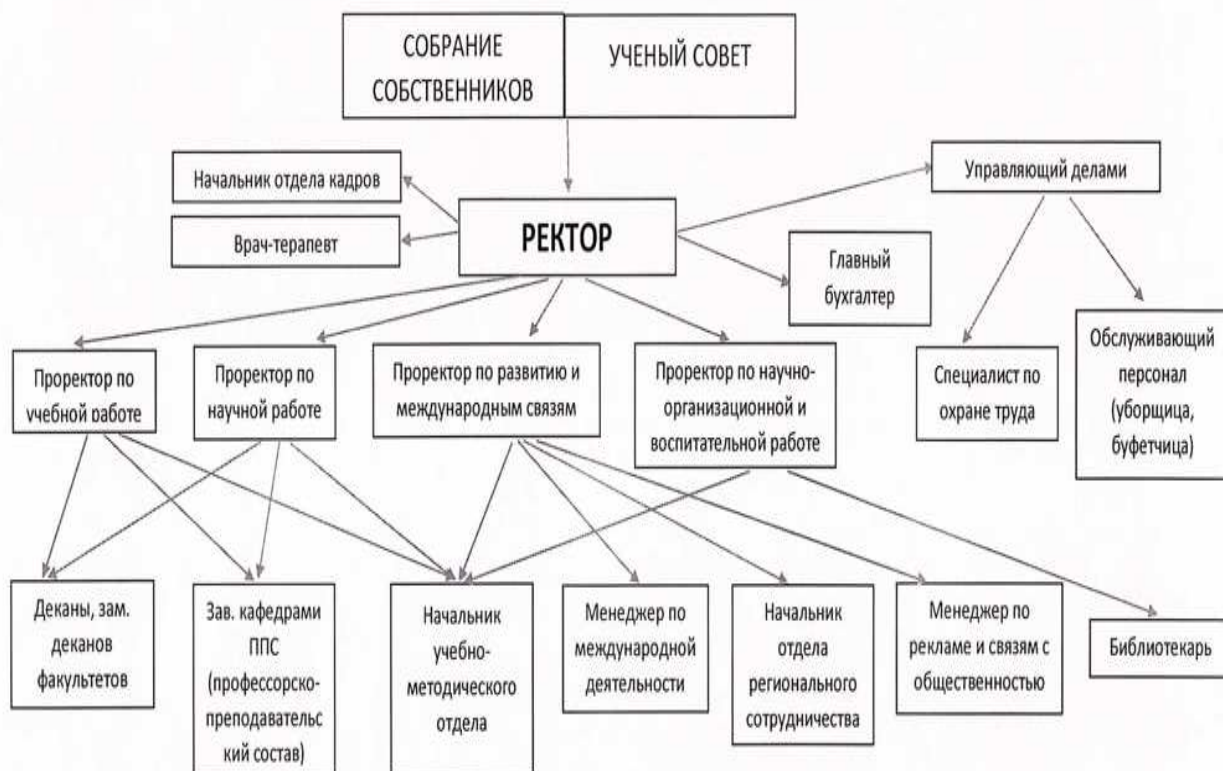 СОБРАНИЕ
СОБСТВЕННИКОВ
УЧЕНЫЙ СОВЕТ
Начальник отдела кадров
Врач-терапевт
РЕКТОР
Управляющий делами
Главный
бухгалтер
Проректор по
учебной работе
Проректор по
научной работе
Проректор по развитию и
международным связям
Проректор по научно-
организационной и
воспитательной работе
Специалист по
охране труда
Обслуживающий
персонал
(уборщица,
буфетчица)
Деканы, зам.
деканов
факультетов
Зав. кафедрами
ППС
(профессорско-
преподавательс
кий состав)
Начальник
учебно-
методического
отдела
Менеджер по
международной
деятельности
Начальник
отдела
регионального
сотрудничества
Менеджер по
рекламе и связям с
общественностью
Библиотекарь